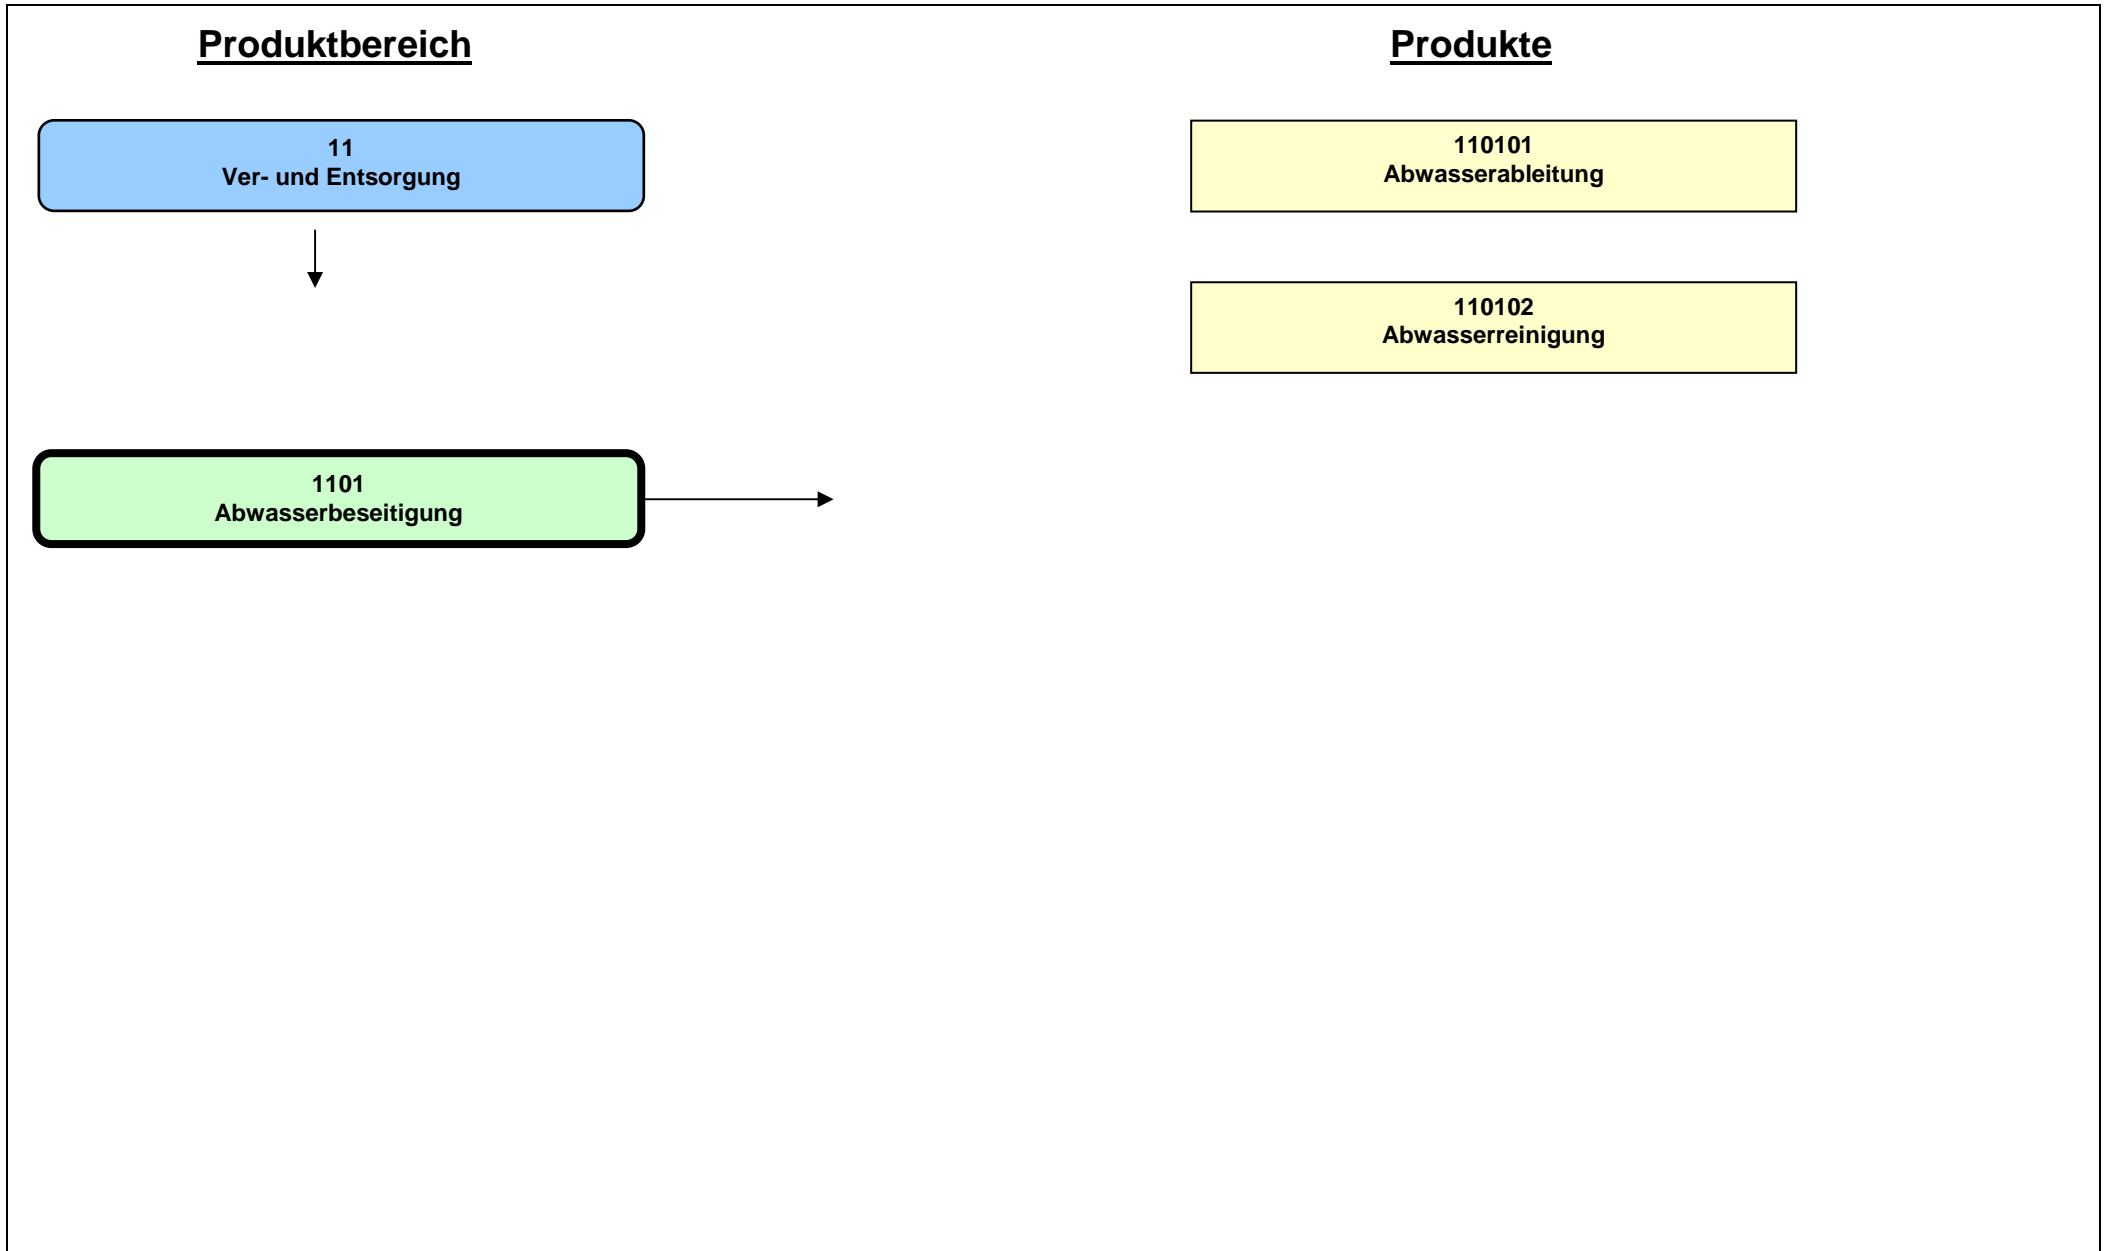 Produktbereich
11
Ver- und Entsorgung
1101
Abwasserbeseitigung
Produkte
110101
Abwasserableitung
110102
Abwasserreinigung